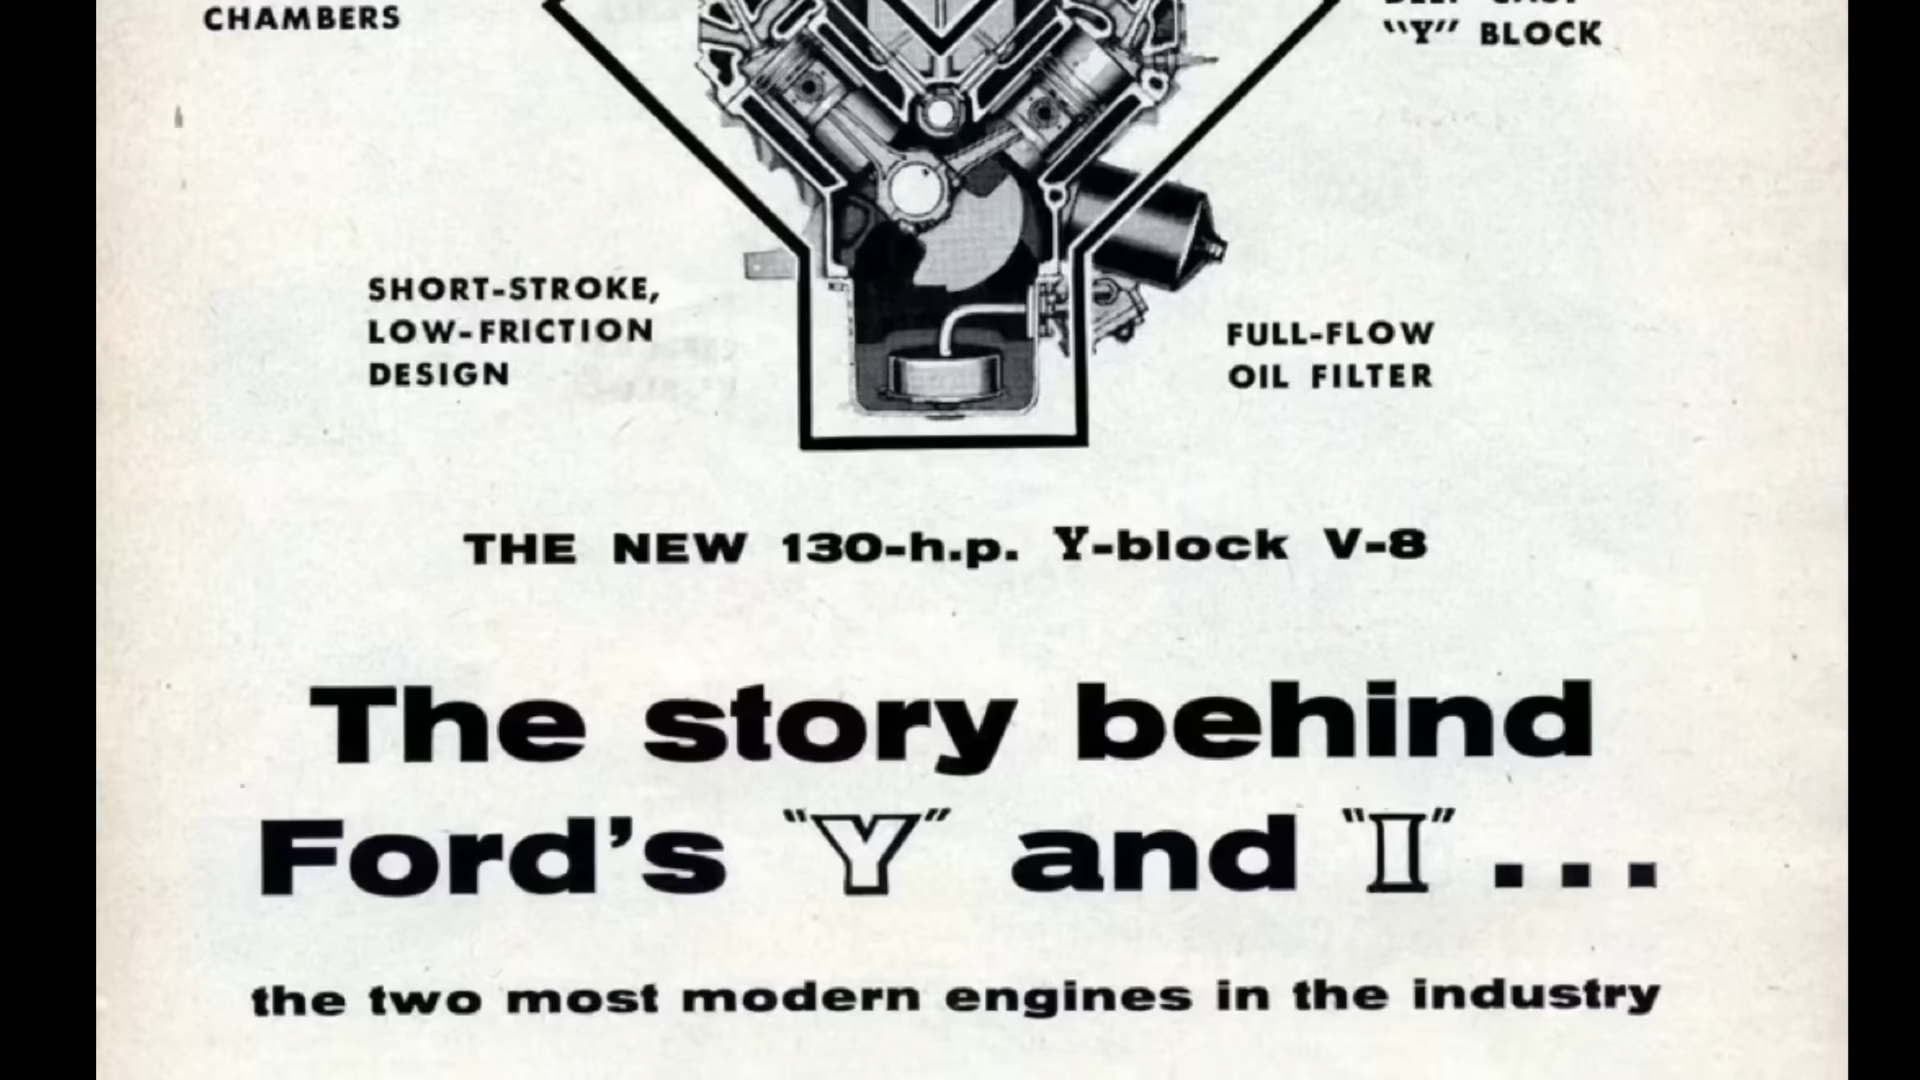 CHAMBERS
“Y” BLOCK
SHORT-STROKE,
LOW-FRICTION
DESIGN
FULL-FLOW
OIL FILTER
THE NEW 130-h.p. Y-block V-8
The story behind
Ford’s “Y” and “I”...
the two most modern engines in the industry